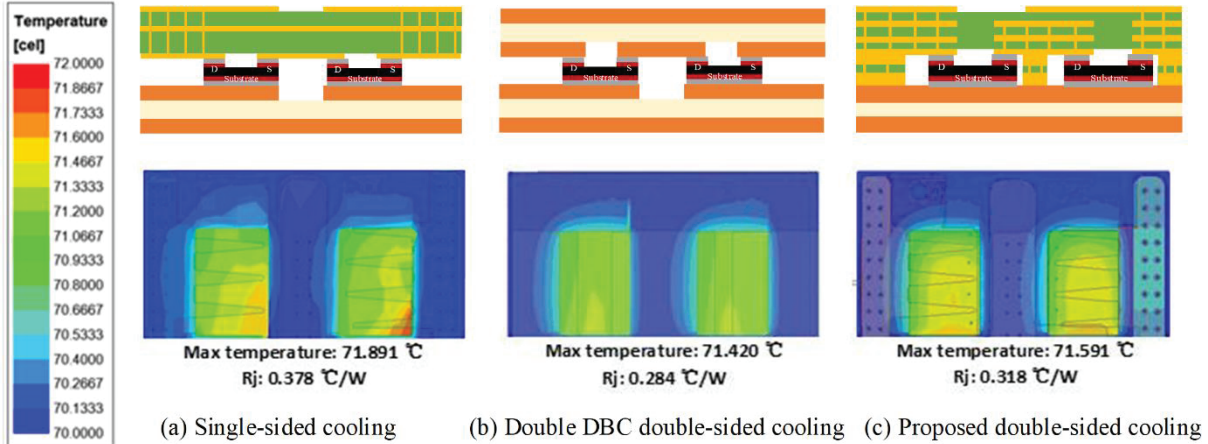 Temperature
[cel]
72.0000
71.8667
71.7333
71.6000
71.4667
71.3333
71.2000
71.0667
70.9333
70.8000
70.6667
70.5333
70.4000
70.2667
70.1333
70.0000
D S D S
Substrate Substrate
D S D S
Substrate Substrate
D S D S
Substrate Substrate
Max temperature: 71.891 ℃
Rj: 0.378 ℃/W
Max temperature: 71.420 ℃
Rj: 0.284 ℃/W
Max temperature: 71.591 ℃
Rj: 0.318 ℃/W
(a) Single-sided cooling
(b) Double DBC double-sided cooling
(c) Proposed double-sided cooling